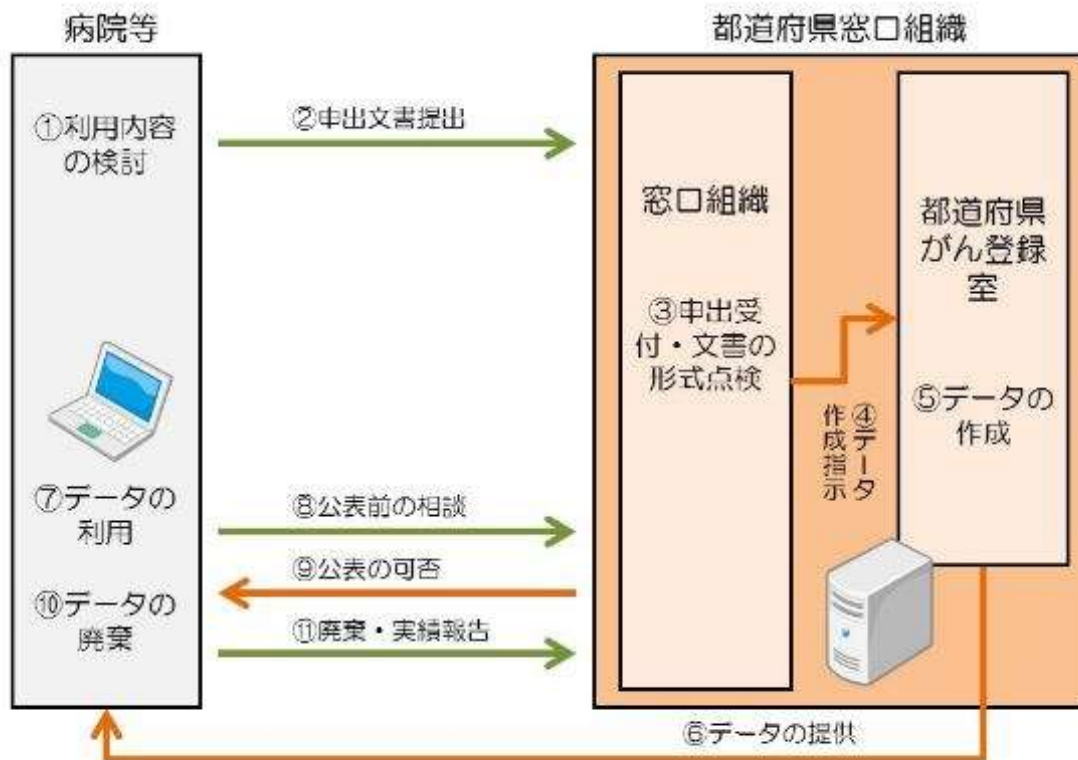 病院等
都道府県窓口組織
①利用内容
の検討
②申出文書提出
窓口組織
③申出受
付・文書の
形式点検
④データ
作成指示
都道府県
がん登録
室
⑤データの
作成
⑥データの提供
⑦データの
利用
⑧公表前の相談
⑨公表の可否
⑩データの
廃棄
⑪廃棄・実績報告